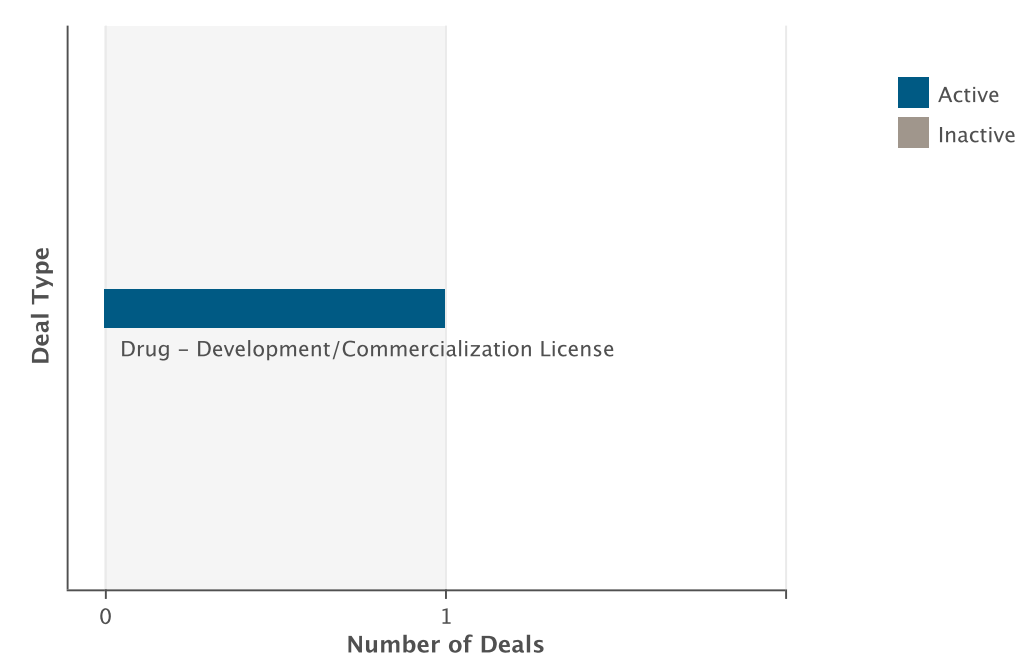 Active
Inactive
Deal Type
Drug – Development/Commercialization License
0
1
Number of Deals